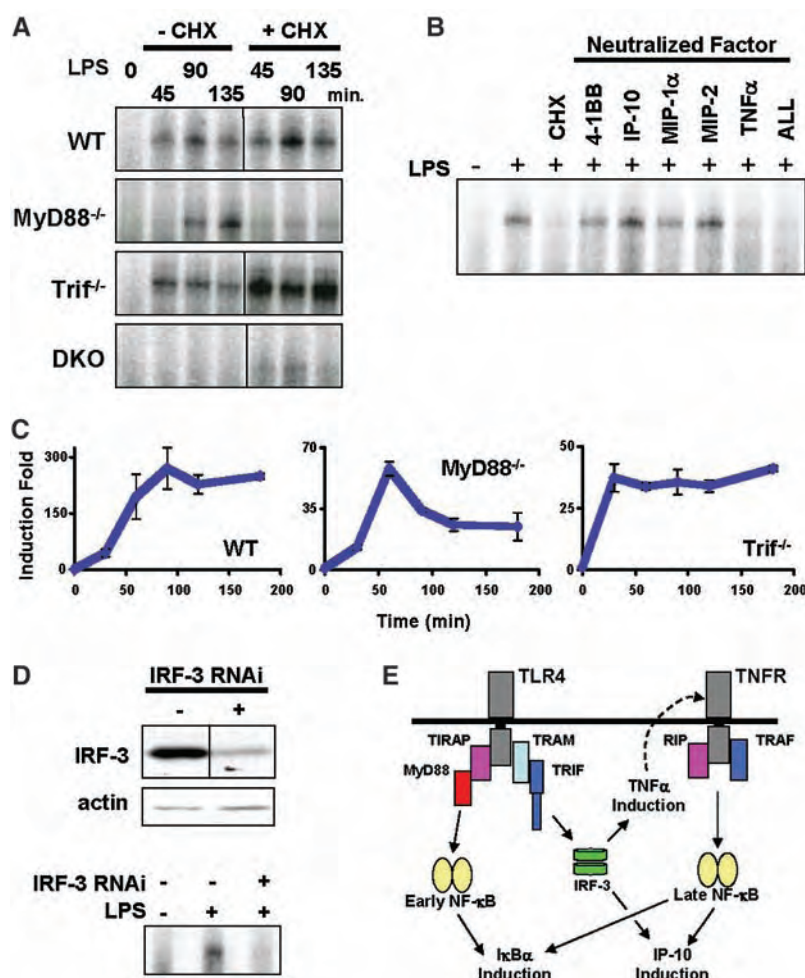 A
- CHX + CHX
LPS 0 90 45 135
45 135 90 min.
WT
MyD88-/-
Trif-/-
DKO
B
Neutralized Factor
CHX 4-1BB IP-10 MIP-1α MIP-2 TNFα ALL
LPS - + + + + + + + +
C
Induction Fold
300
150
0
0 50 100 150 200
WT
70
35
0
0 50 100 150 200
MyD88-/-
50
25
0
0 50 100 150 200
Trif-/-
Time (min)
D
IRF-3 RNAi
- +
IRF-3
actin
IRF-3 RNAi - - +
LPS - + +
E
TLR4
TNFR
TIRAP
TRAM
RIP
TRAF
MyD88
TRIF
TNFα
Induction
IRF-3
Early NF-κB
Late NF-κB
IκBα
Induction
IP-10
Induction